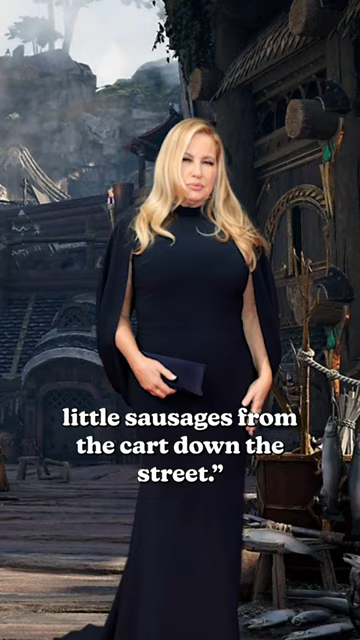 little sausages from
the cart down the
street.”